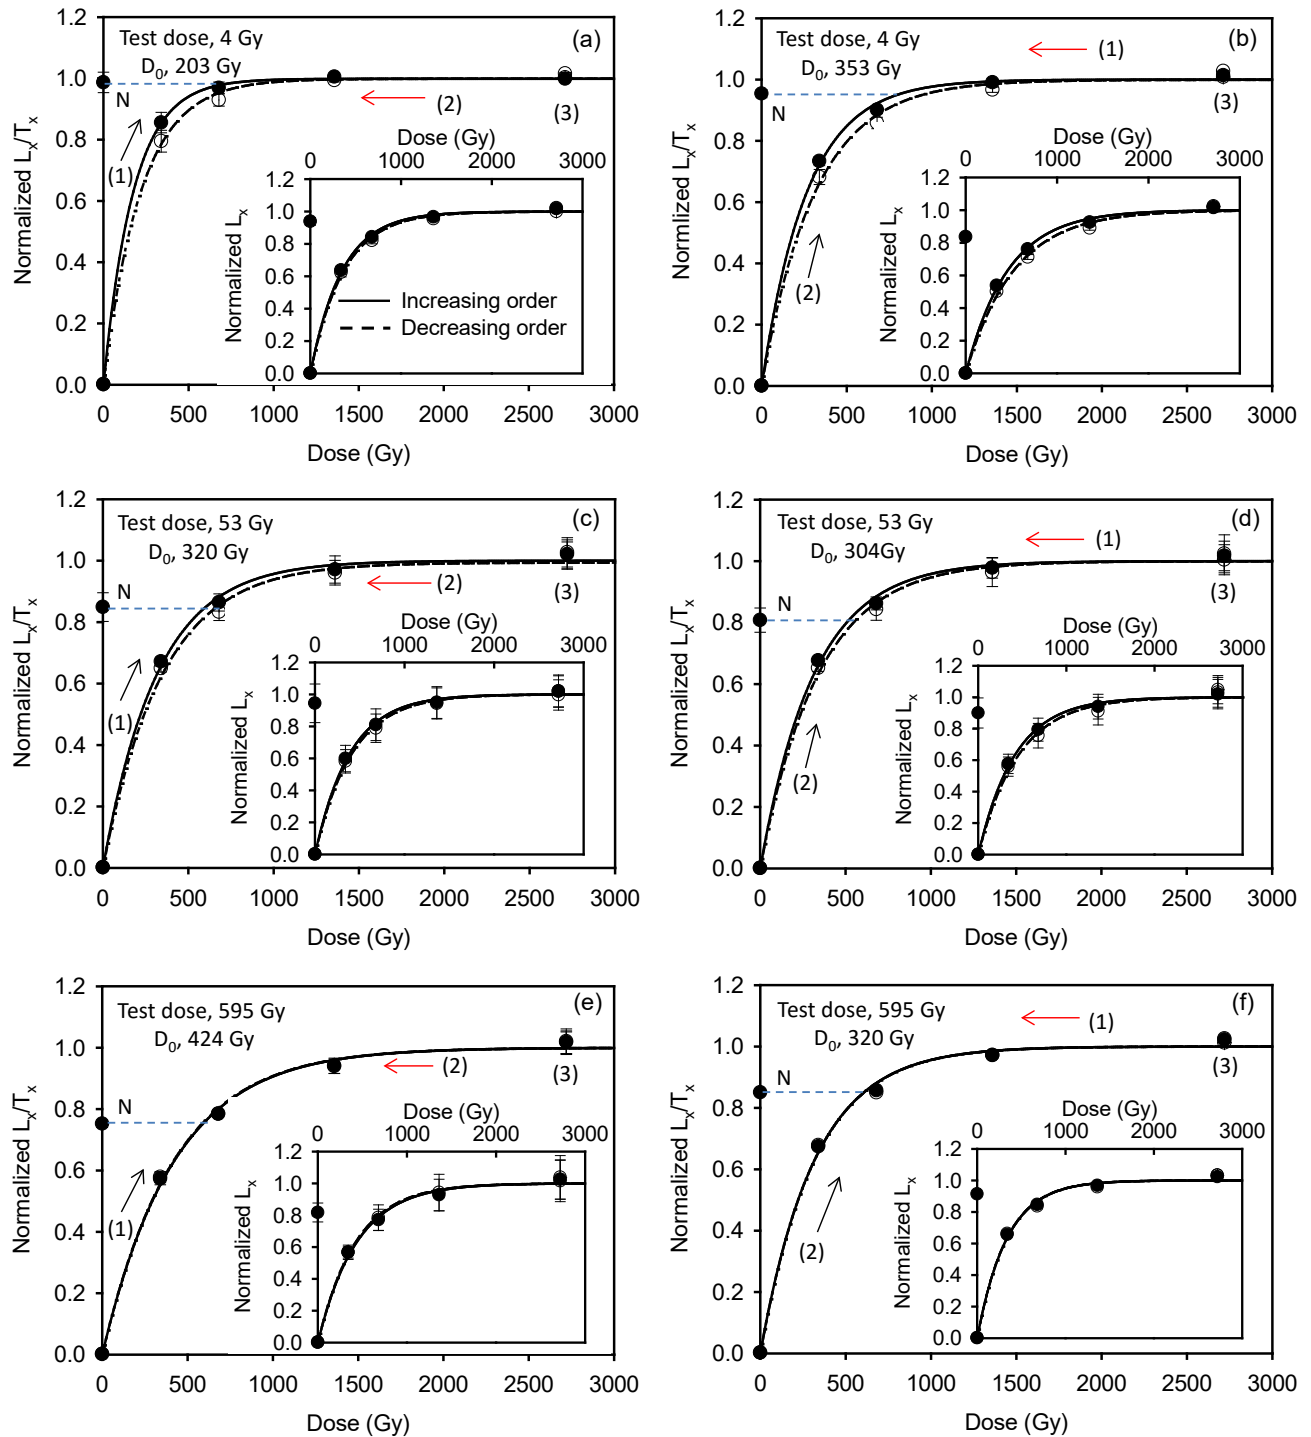 (a)
Test dose, 4 Gy
D₀, 203 Gy
N
(1)
(2)
(3)
Normalized Lₓ/Tₓ
1.2
1.0
0.8
0.6
0.4
0.2
0.0
0 500 1000 1500 2000 2500 3000
Dose (Gy)
Dose (Gy)
0 1000 2000 3000
Normalized Lₓ
1.2
1.0
0.8
0.6
0.4
0.2
0.0
Increasing order
Decreasing order
(b)
Test dose, 4 Gy
D₀, 353 Gy
N
(1)
(2)
(3)
Normlized Lₓ/Tₓ
1.2
1.0
0.8
0.6
0.4
0.2
0.0
0 500 1000 1500 2000 2500 3000
Dose (Gy)
Dose (Gy)
0 1000 2000 3000
Normalized Lₓ
1.2
1.0
0.8
0.6
0.4
0.2
0.0
(c)
Test dose, 53 Gy
D₀, 320 Gy
N
(1)
(2)
(3)
Normalized Lₓ/Tₓ
1.2
1.0
0.8
0.6
0.4
0.2
0.0
0 500 1000 1500 2000 2500 3000
Dose (Gy)
Dose (Gy)
0 1000 2000 3000
Normalized Lₓ
1.2
1.0
0.8
0.6
0.4
0.2
0.0
(d)
Test dose, 53 Gy
D₀, 304Gy
N
(1)
(2)
(3)
Normalized Lₓ/Tₓ
1.2
1.0
0.8
0.6
0.4
0.2
0.0
0 500 1000 1500 2000 2500 3000
Dose (Gy)
Dose (Gy)
0 1000 2000 3000
Normalized Lₓ
1.2
1.0
0.8
0.6
0.4
0.2
0.0
(e)
Test dose, 595 Gy
D₀, 424 Gy
N
(1)
(2)
(3)
Normalized Lₓ/Tₓ
1.2
1.0
0.8
0.6
0.4
0.2
0.0
0 500 1000 1500 2000 2500 3000
Dose (Gy)
Dose (Gy)
0 1000 2000 3000
Normalized Lₓ
1.2
1.0
0.8
0.6
0.4
0.2
0.0
(f)
Test dose, 595 Gy
D₀, 320 Gy
N
(1)
(2)
(3)
Normalized Lₓ/Tₓ
1.2
1.0
0.8
0.6
0.4
0.2
0.0
0 500 1000 1500 2000 2500 3000
Dose (Gy)
Dose (Gy)
0 1000 2000 3000
Normalized Lₓ
1.2
1.0
0.8
0.6
0.4
0.2
0.0